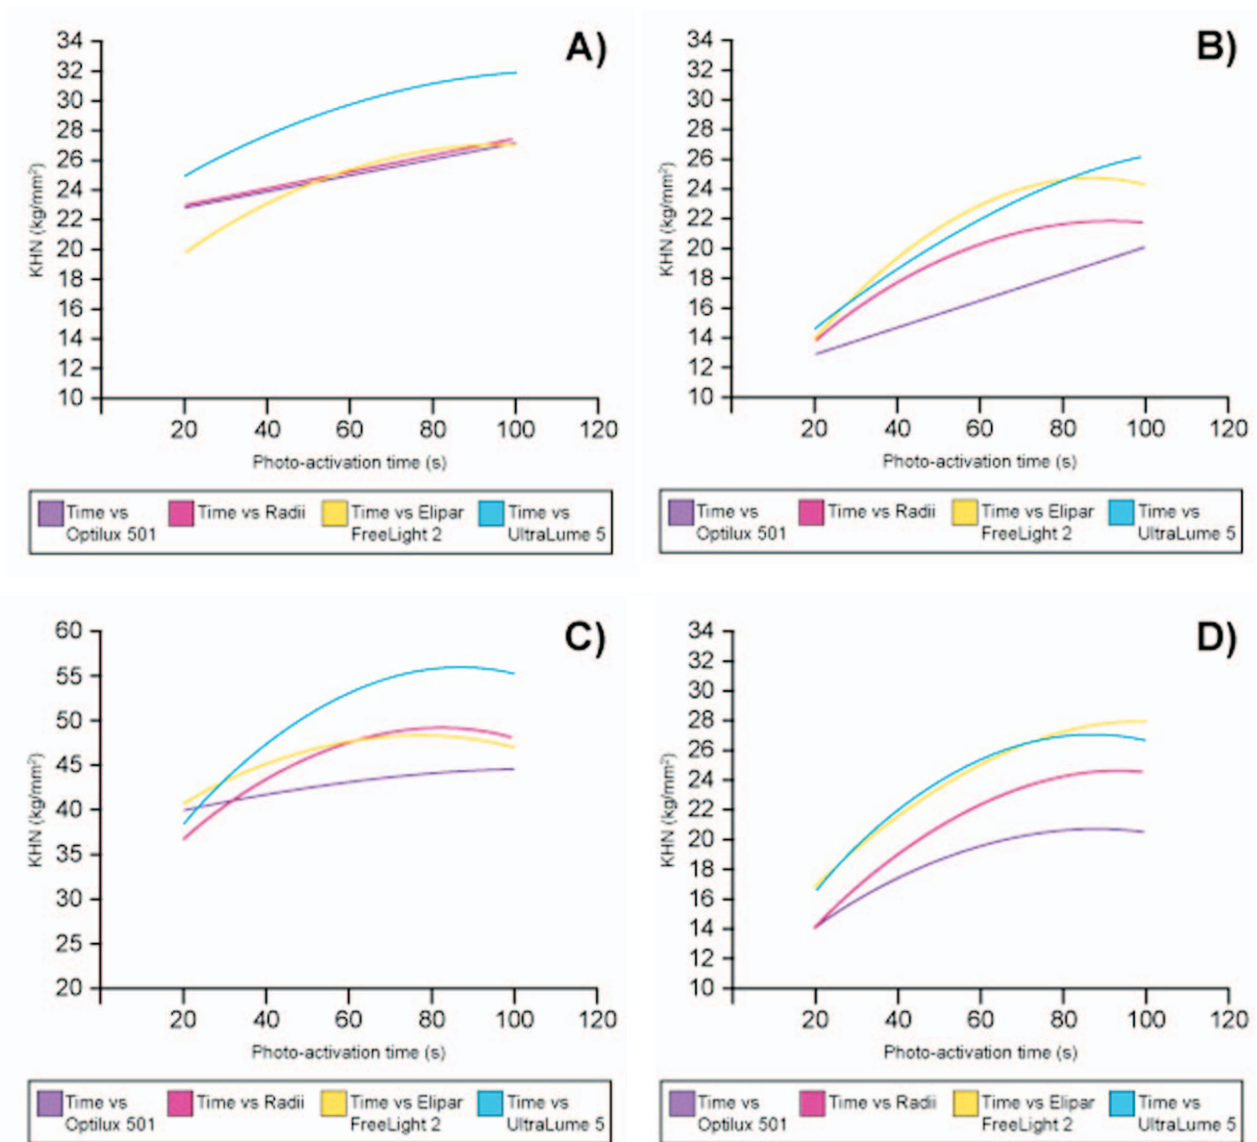 A)
34
32
30
28
26
24
22
20
18
16
14
12
10
KHN (kg/mm²)
20 40 60 80 100 120
Photo-activation time (s)
Time vs Optilux 501
Time vs Radii
Time vs Elipar FreeLight 2
Time vs UltraLume 5
B)
34
32
30
28
26
24
22
20
18
16
14
12
10
KHN (kg/mm²)
20 40 60 80 100 120
Photo-activation time (s)
Time vs Optilux 501
Time vs Radii
Time vs Elipar FreeLight 2
Time vs UltraLume 5
C)
60
55
50
45
40
35
30
25
20
KHN (kg/mm²)
20 40 60 80 100 120
Photo-activation time (s)
Time vs Optilux 501
Time vs Radii
Time vs Elipar FreeLight 2
Time vs UltraLume 5
D)
34
32
30
28
26
24
22
20
18
16
14
12
10
KHN (kg/mm²)
20 40 60 80 100 120
Photo-activation time (s)
Time vs Optilux 501
Time vs Radii
Time vs Elipar FreeLight 2
Time vs UltraLume 5